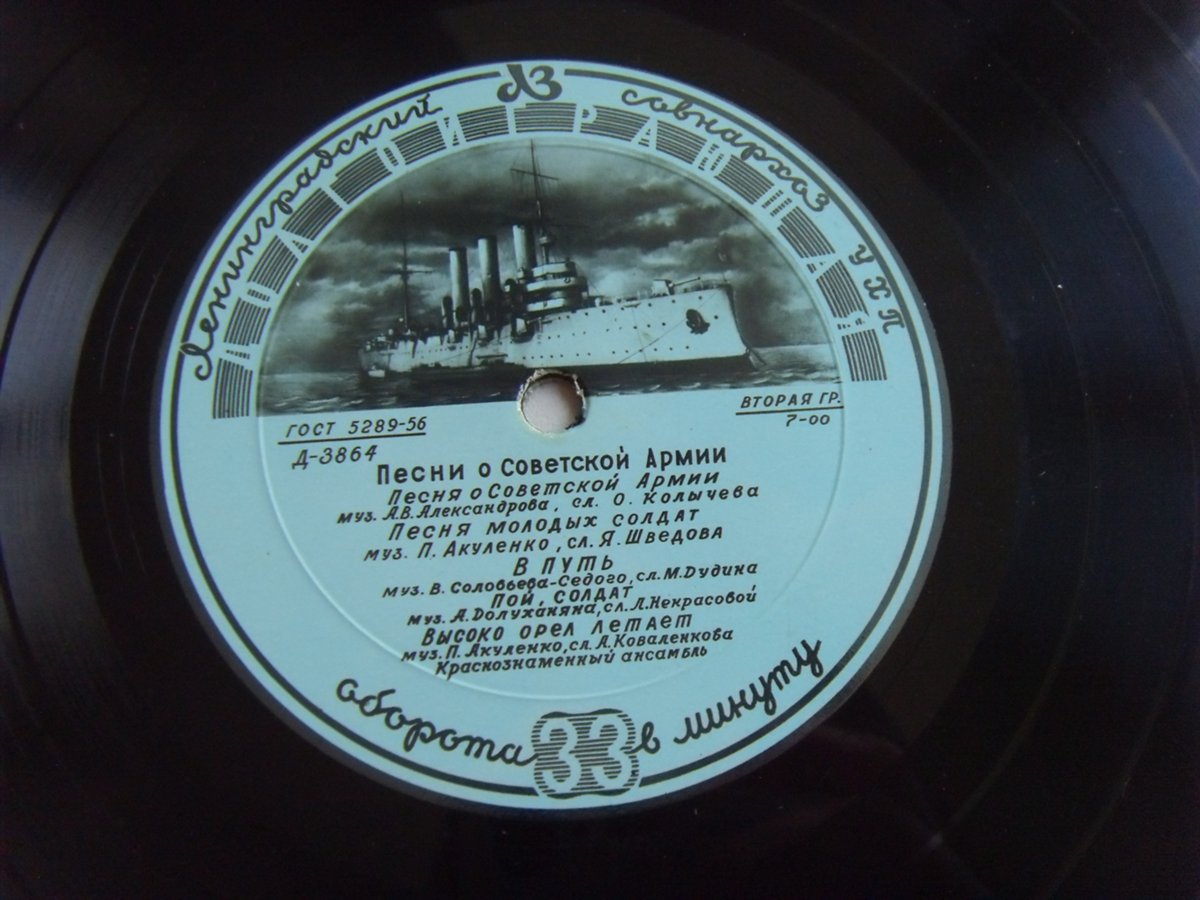 Ленинградский ЛЗ совнархоз УХП
ДОЛГОИГРАЮЩАЯ
ГОСТ 5289-56
Д-3864
ВТОРАЯ ГР.
7-00
Песни о Советской Армии
Песня о Советской Армии
муз. А.В. Александрова, сл. О. Колычева
Песня молодых солдат
муз. П. Акуленко, сл. Я. Шведова
В путь
муз. В. Соловьева-Седого, сл. М. Дудина
Пой, солдат
муз. А. Долуханяна, сл. Л. Некрасовой
Высоко орел летает
муз. П. Акуленко, сл. А. Коваленкова
Краснознаменный ансамбль
оборота 33 в минуту